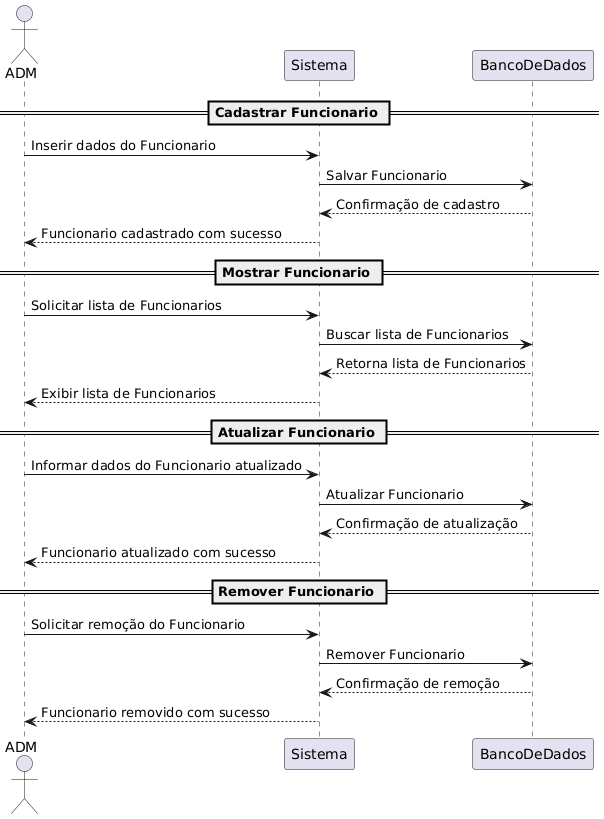 ADM
Sistema
BancoDeDados
Cadastrar Funcionario
Inserir dados do Funcionario
Salvar Funcionario
Confirmação de cadastro
Funcionario cadastrado com sucesso
Mostrar Funcionario
Solicitar lista de Funcionarios
Buscar lista de Funcionarios
Retorna lista de Funcionarios
Exibir lista de Funcionarios
Atualizar Funcionario
Informar dados do Funcionario atualizado
Atualizar Funcionario
Confirmação de atualização
Funcionario atualizado com sucesso
Remover Funcionario
Solicitar remoção do Funcionario
Remover Funcionario
Confirmação de remoção
Funcionario removido com sucesso
ADM
Sistema
BancoDeDados